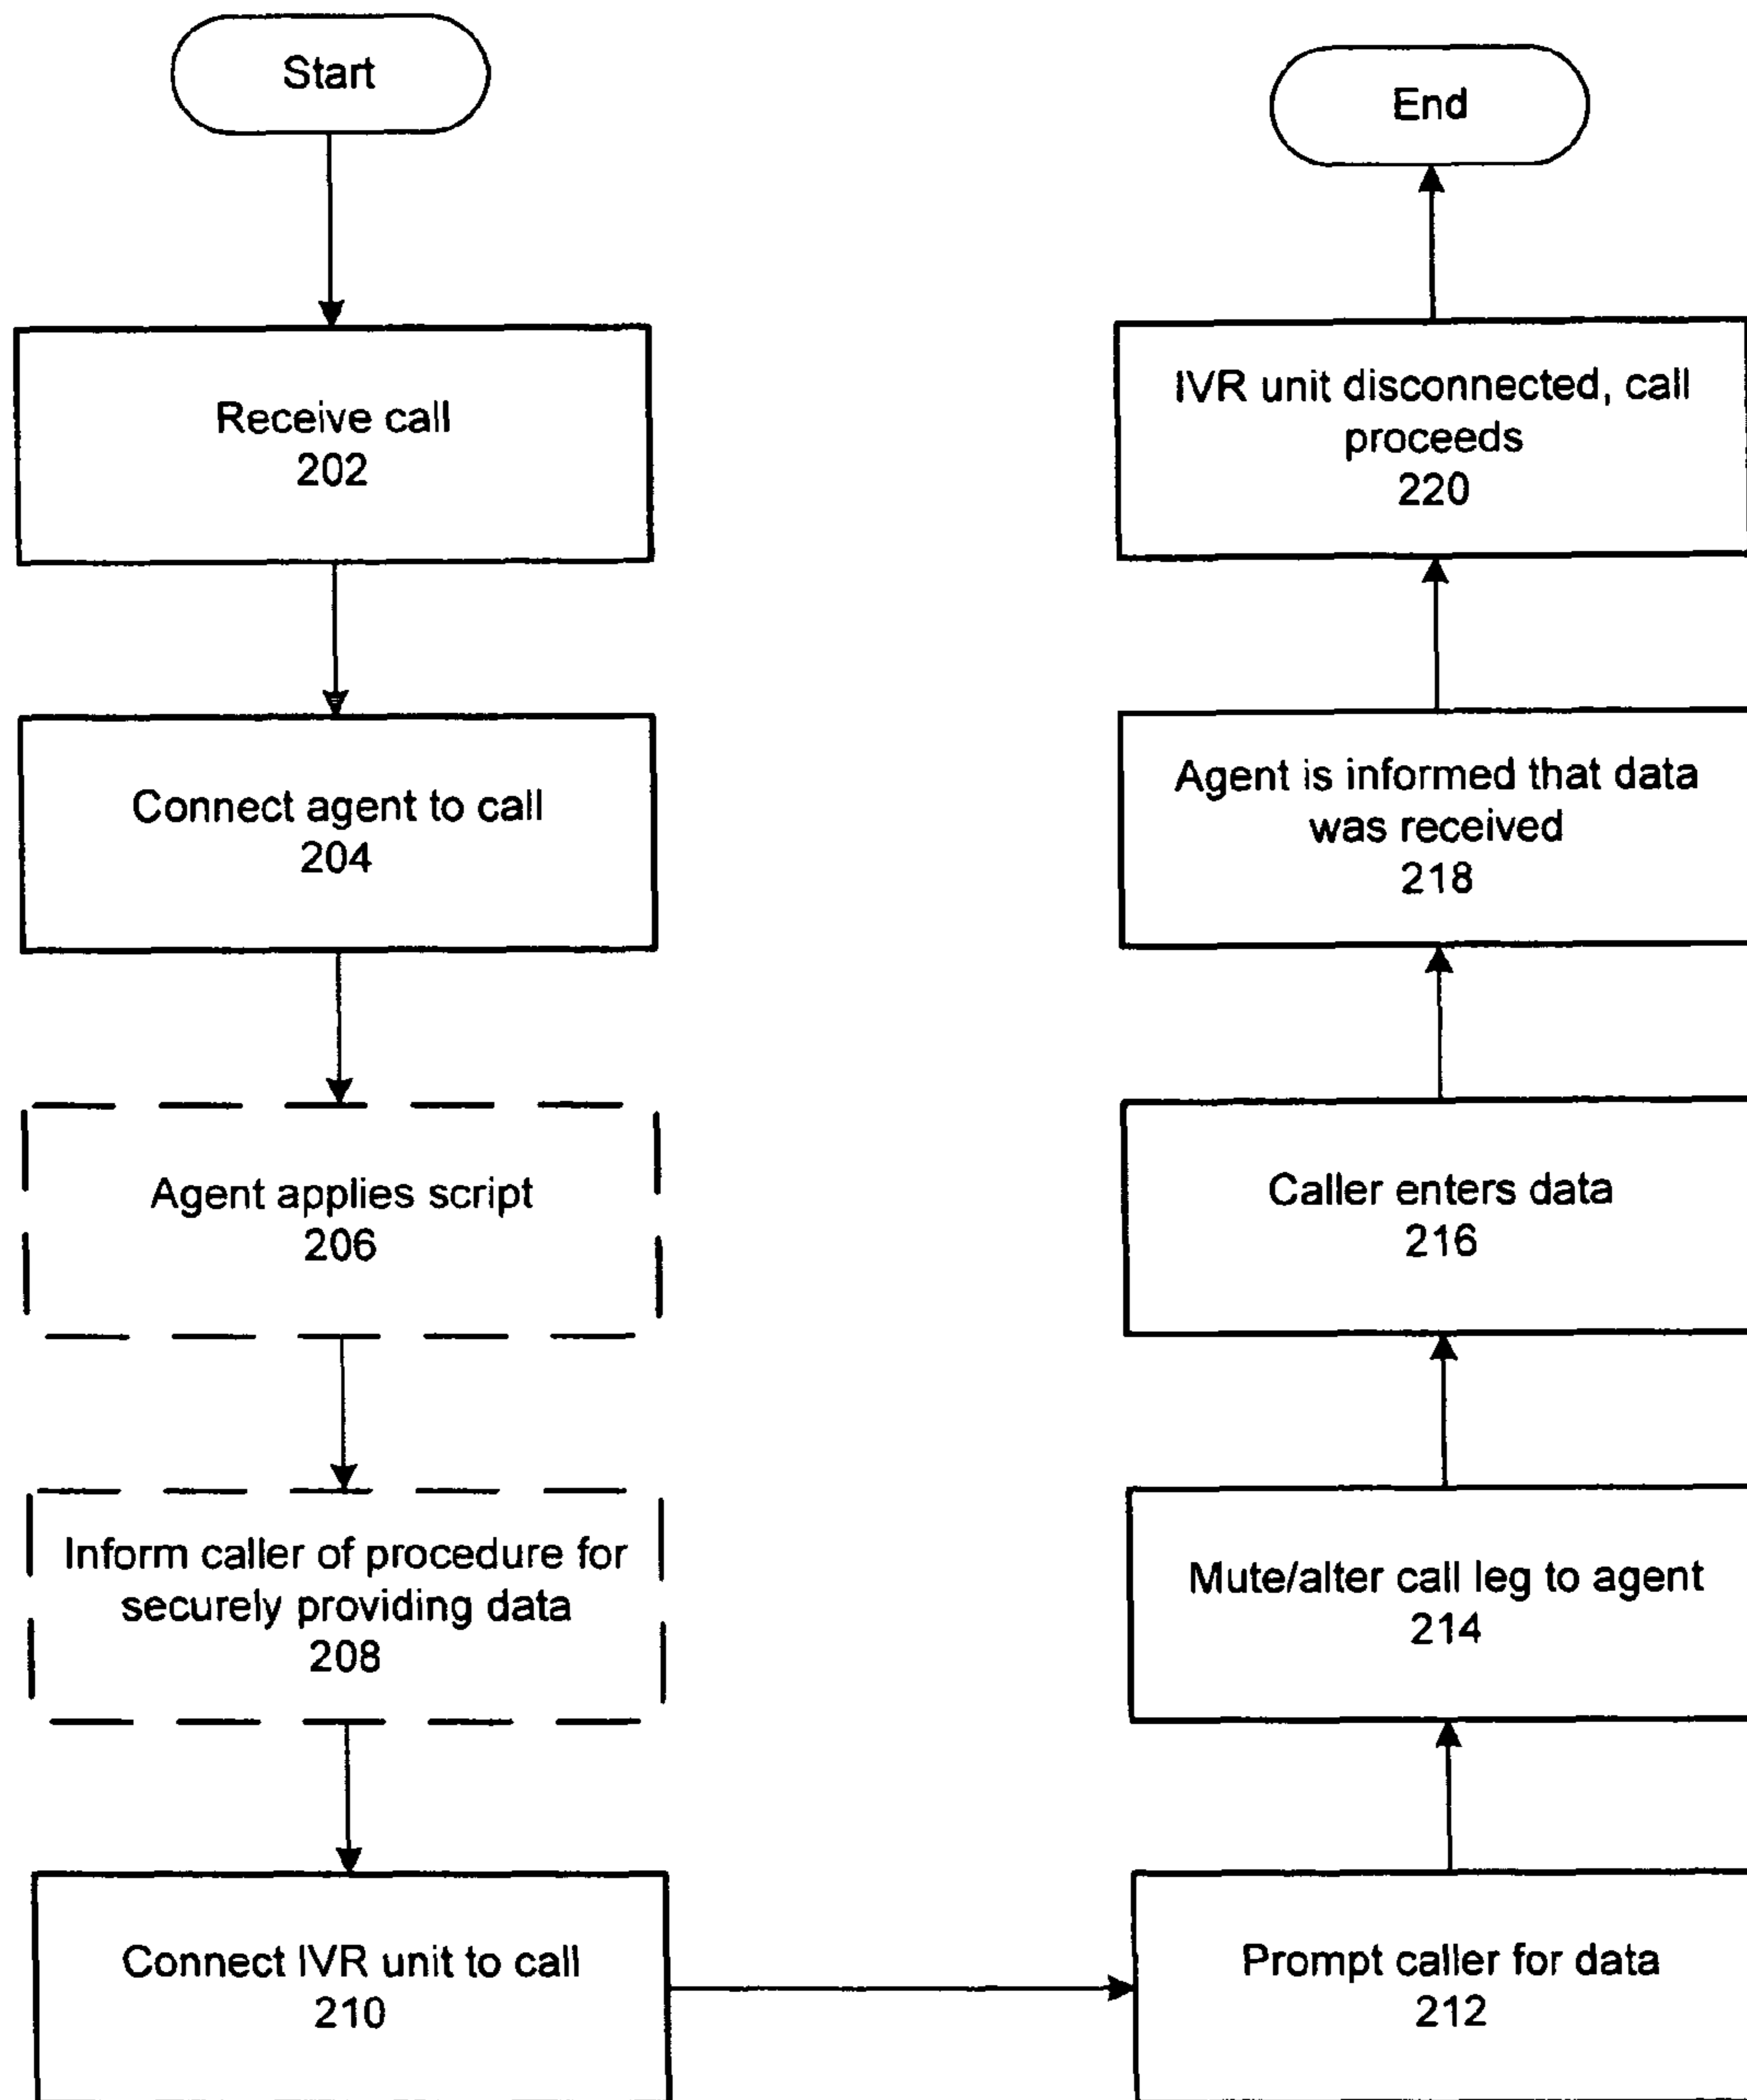 Start
Receive call
202
Connect agent to call
204
Agent applies script
206
Inform caller of procedure for
securely providing data
208
Connect IVR unit to call
210
Prompt caller for data
212
Mute/alter call leg to agent
214
Caller enters data
216
Agent is informed that data
was received
218
IVR unit disconnected, call
proceeds
220
End